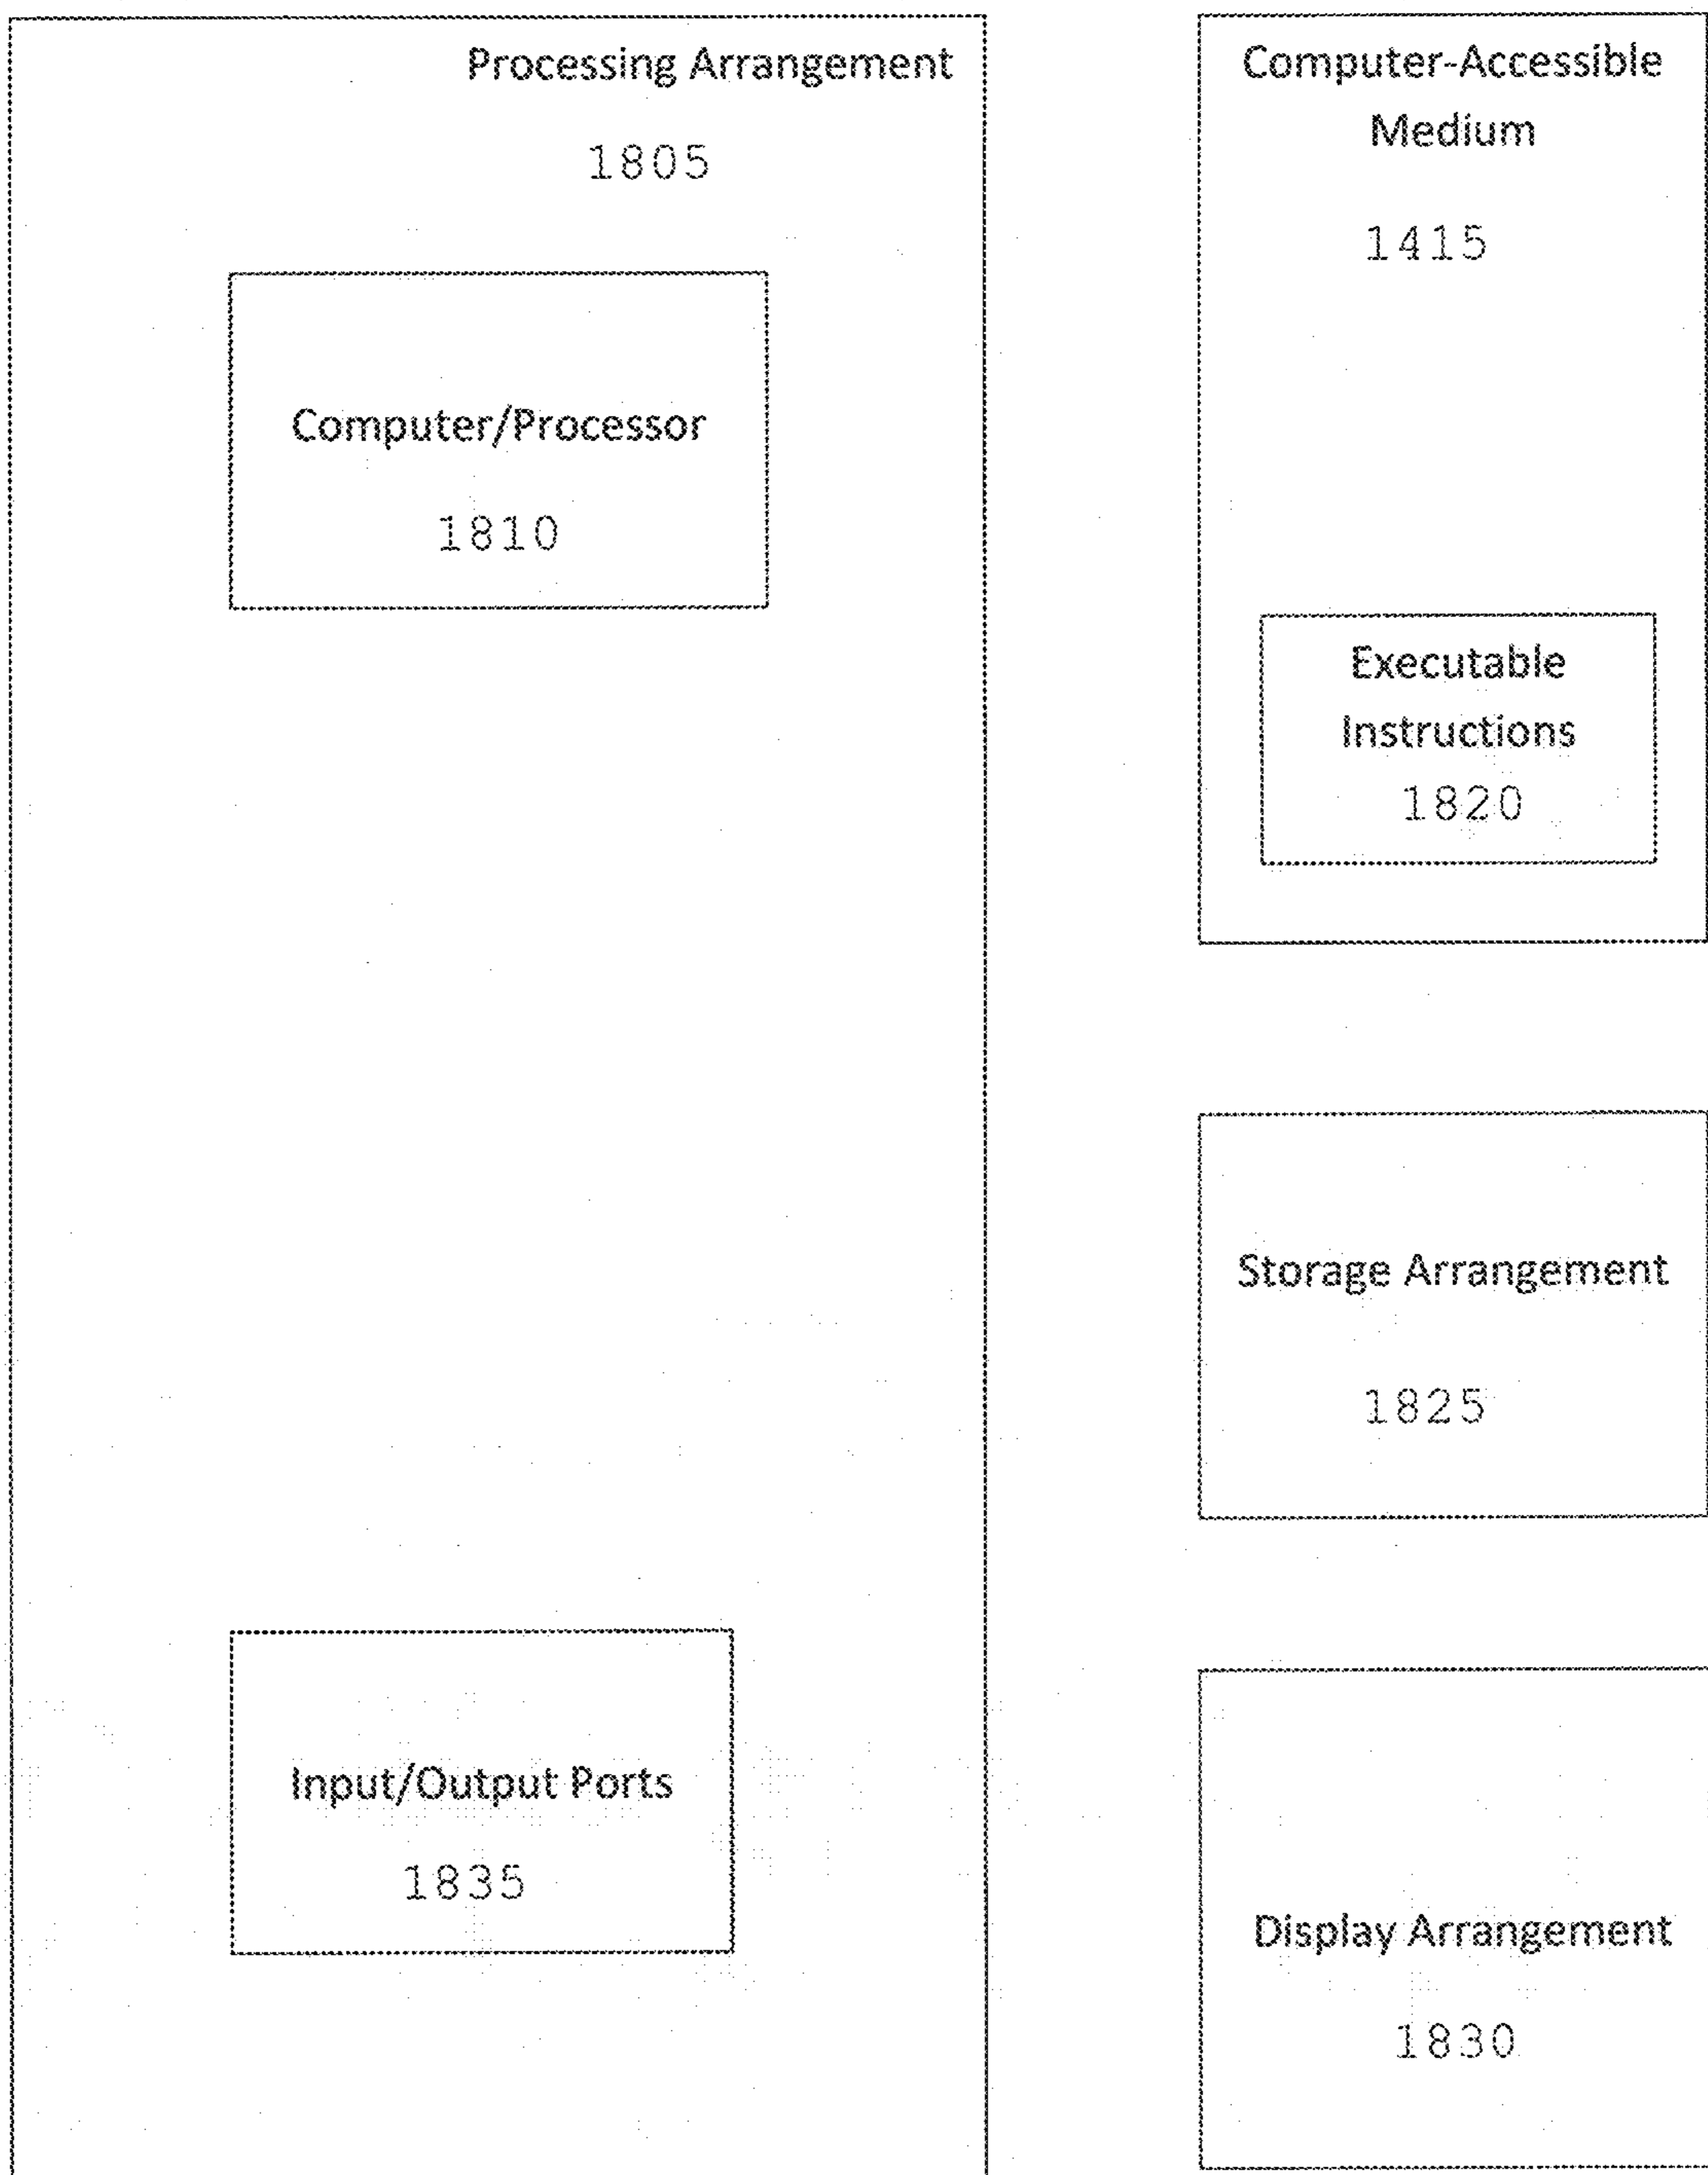 Processing Arrangement
1805
Computer/Processor
1810
Input/Output Ports
1835
Computer-Accessible
Medium
1415
Executable
Instructions
1820
Storage Arrangement
1825
Display Arrangement
1830